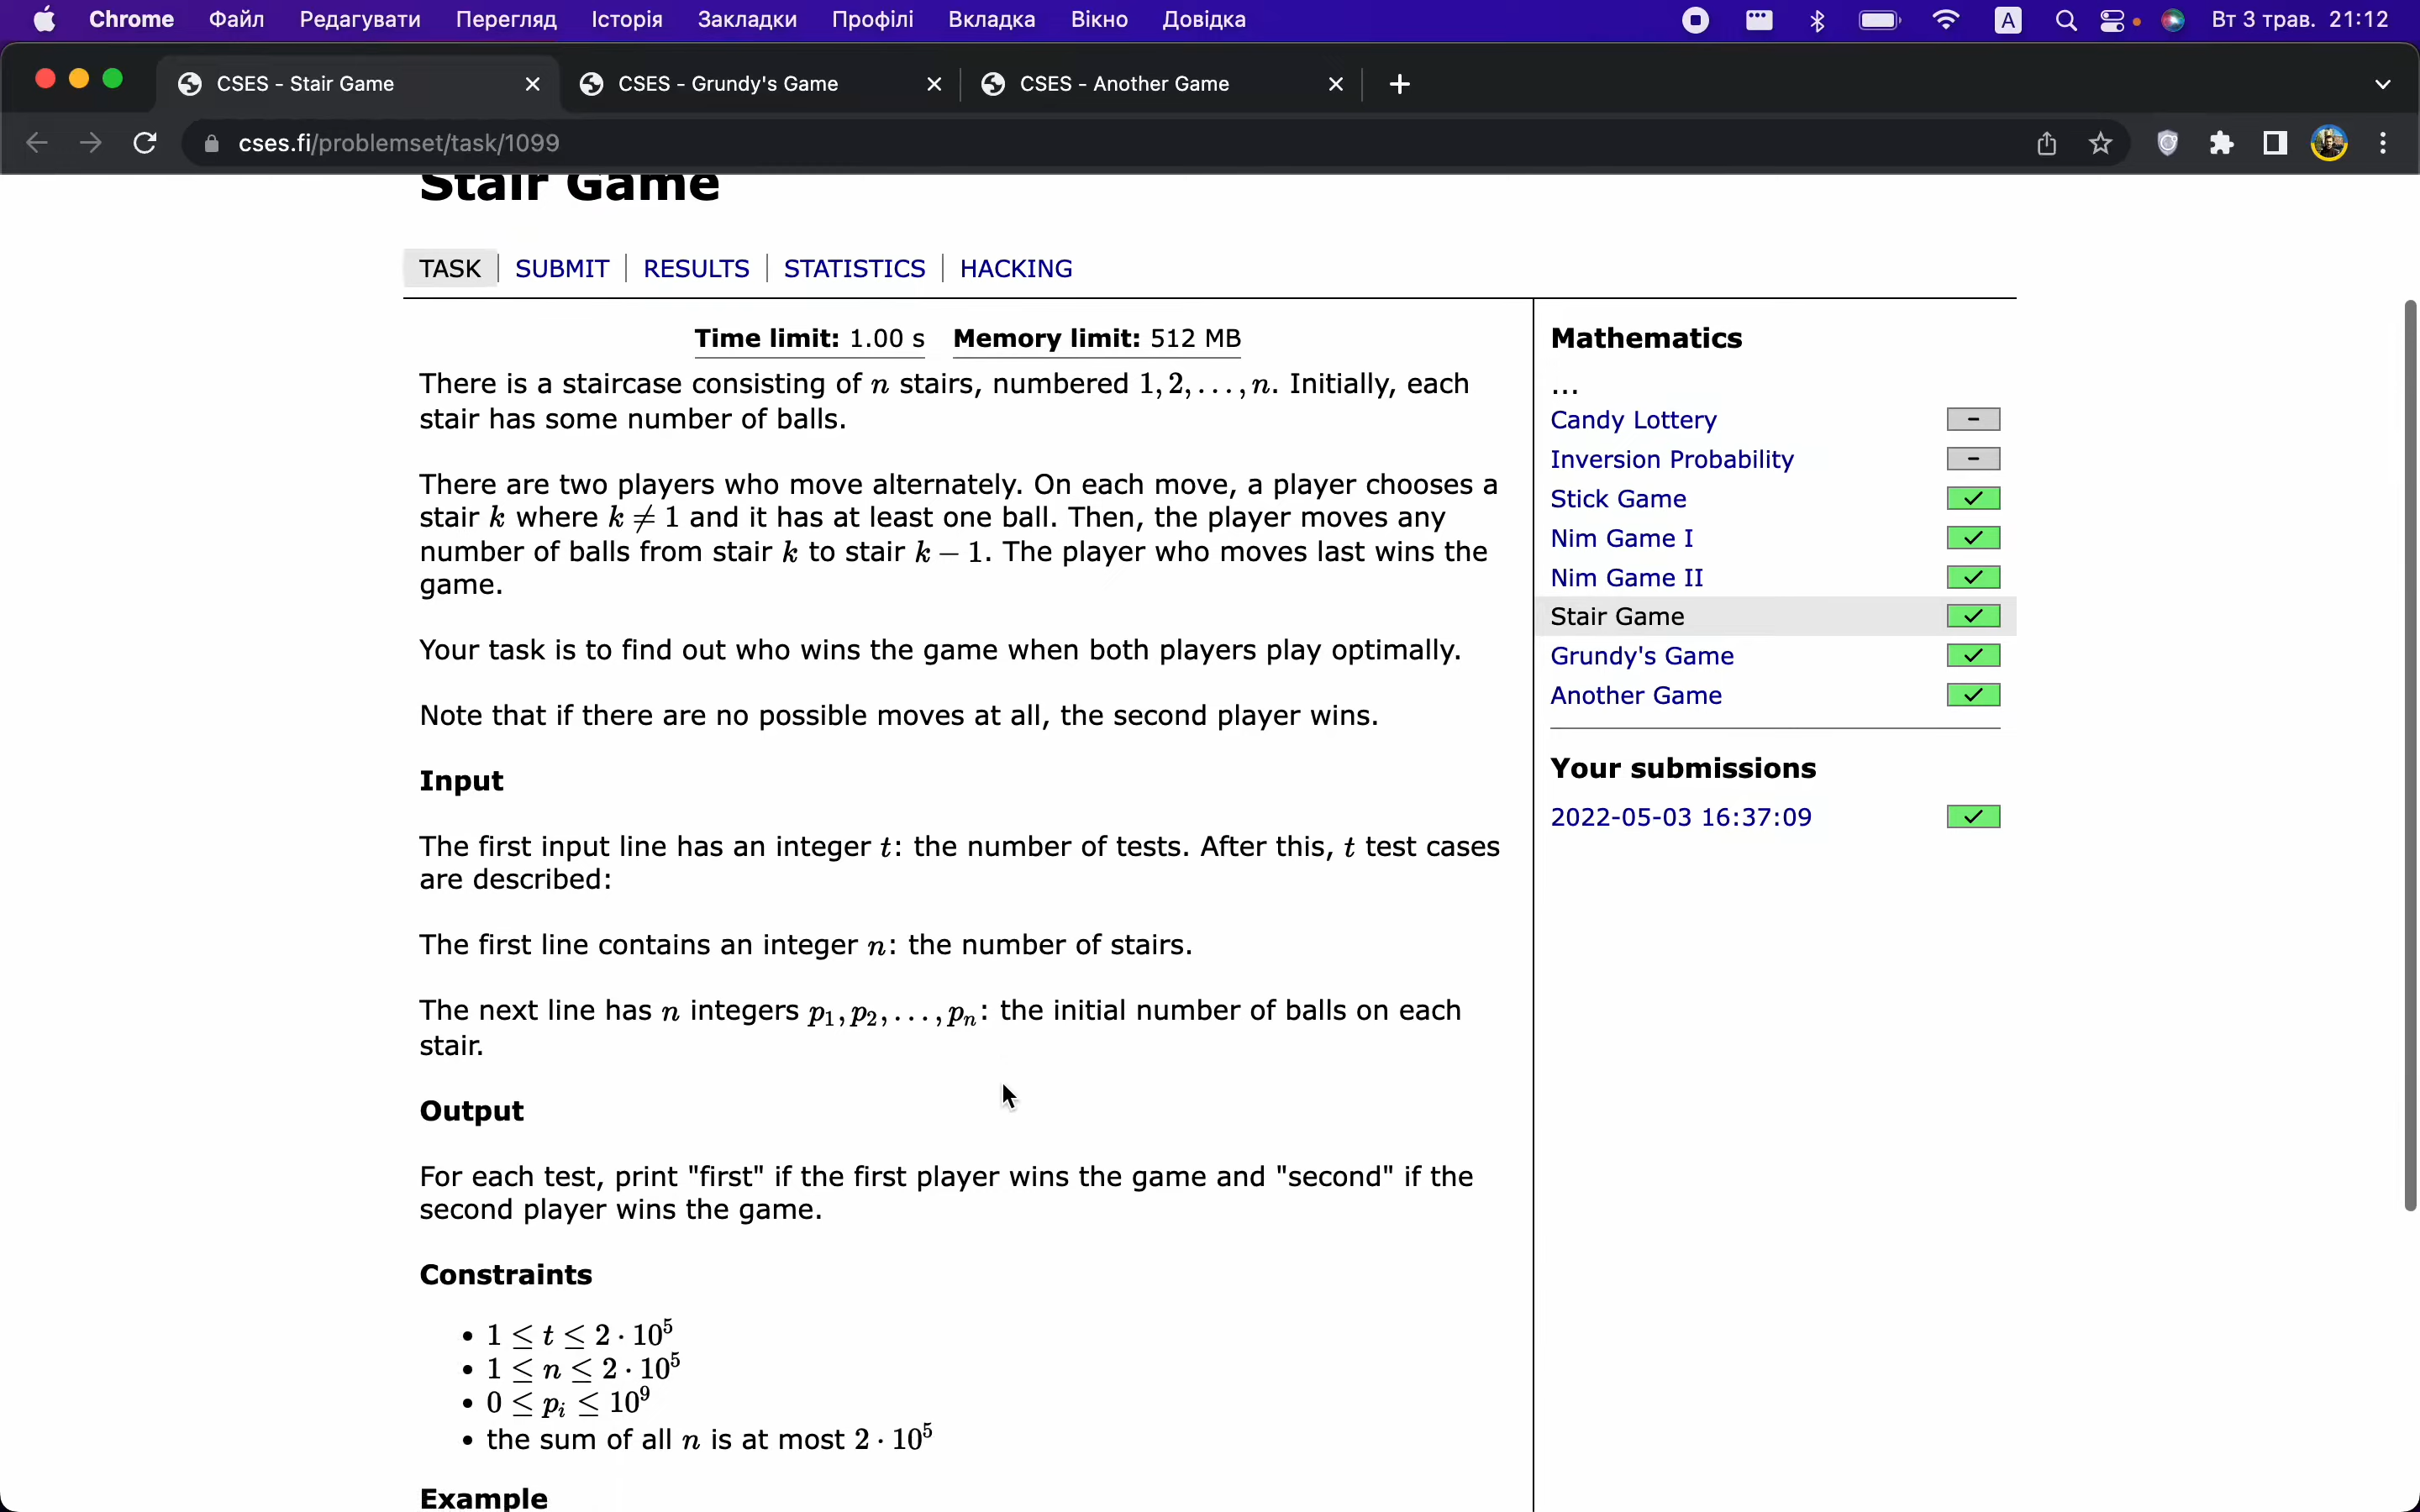 Chrome Файл Редагувати Перегляд Історія Закладки Профілі Вкладка Вікно Довідка A Вт 3 трав. 21:12
CSES - Stair Game CSES - Grundy's Game CSES - Another Game
cses.fi/problemset/task/1099
Stair Game
TASK SUBMIT RESULTS STATISTICS HACKING
Time limit: 1.00 s Memory limit: 512 MB
There is a staircase consisting of n stairs, numbered 1, 2, . . . , n. Initially, each
stair has some number of balls.
There are two players who move alternately. On each move, a player chooses a
stair k where k ≠ 1 and it has at least one ball. Then, the player moves any
number of balls from stair k to stair k − 1. The player who moves last wins the
game.
Your task is to find out who wins the game when both players play optimally.
Note that if there are no possible moves at all, the second player wins.
Input
The first input line has an integer t: the number of tests. After this, t test cases
are described:
The first line contains an integer n: the number of stairs.
The next line has n integers p₁, p₂, . . . , pₙ: the initial number of balls on each
stair.
Output
For each test, print "first" if the first player wins the game and "second" if the
second player wins the game.
Constraints
• 1 ≤ t ≤ 2 · 10⁵
• 1 ≤ n ≤ 2 · 10⁵
• 0 ≤ pᵢ ≤ 10⁹
• the sum of all n is at most 2 · 10⁵
Example
Mathematics
...
Candy Lottery –
Inversion Probability –
Stick Game ✓
Nim Game I ✓
Nim Game II ✓
Stair Game ✓
Grundy's Game ✓
Another Game ✓
Your submissions
2022-05-03 16:37:09 ✓